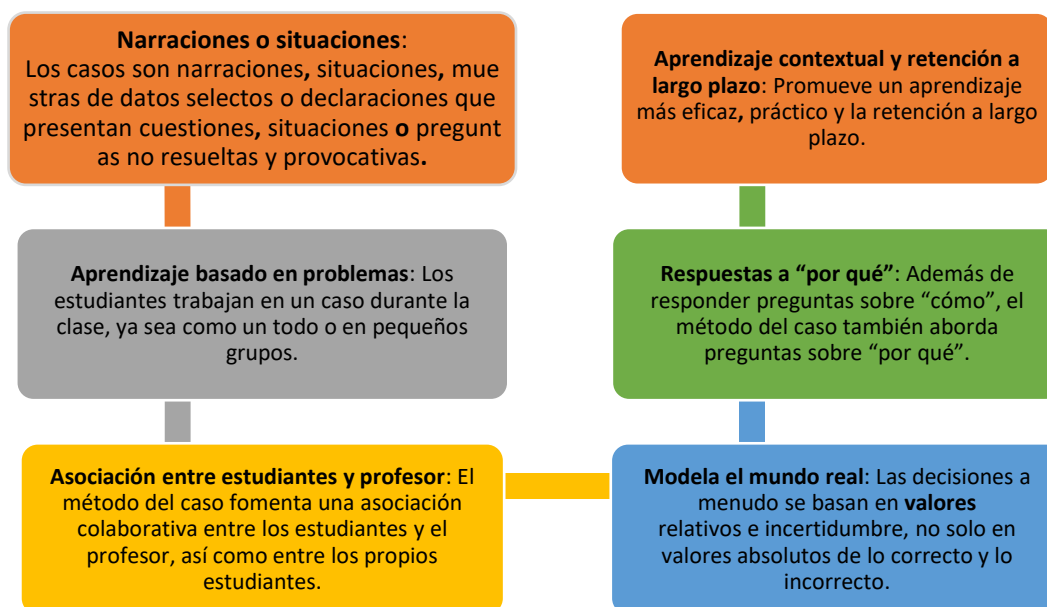 Narraciones o situaciones:
Los casos son narraciones, situaciones, mue
stras de datos selectos o declaraciones que
presentan cuestiones, situaciones o pregunt
as no resueltas y provocativas.
Aprendizaje basado en problemas: Los
estudiantes trabajan en un caso durante la
clase, ya sea como un todo o en pequeños
grupos.
Asociación entre estudiantes y profesor: El
método del caso fomenta una asociación
colaborativa entre los estudiantes y el
profesor, así como entre los propios
estudiantes.
Modela el mundo real: Las decisiones a
menudo se basan en valores
relativos e incertidumbre, no solo en
valores absolutos de lo correcto y lo
incorrecto.
Respuestas a “por qué”: Además de
responder preguntas sobre “cómo”, el
método del caso también aborda
preguntas sobre “por qué”.
Aprendizaje contextual y retención a
largo plazo: Promueve un aprendizaje
más eficaz, práctico y la retención a largo
plazo.